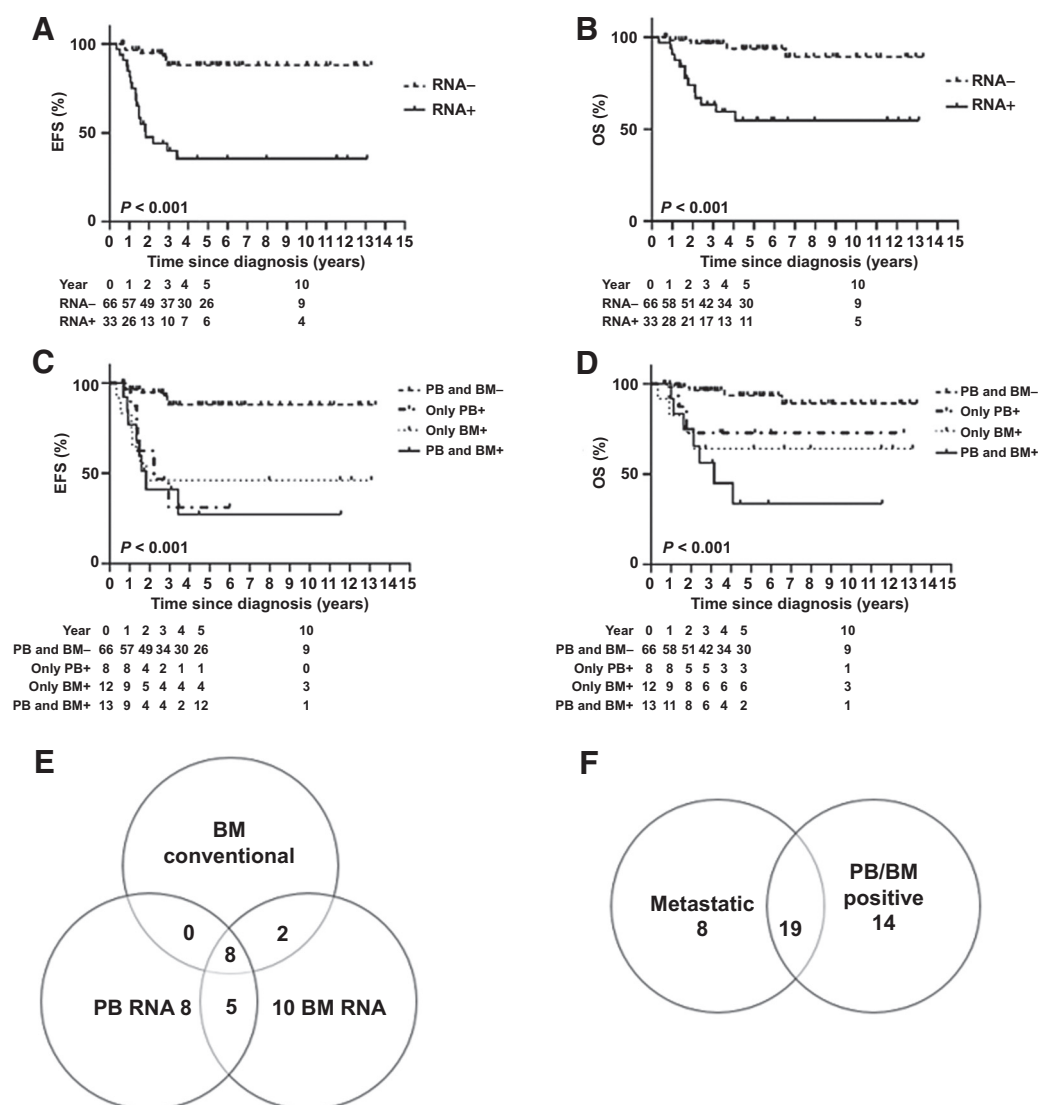 A
100
50
0
EFS (%)
RNA–
RNA+
P < 0.001
0 1 2 3 4 5 6 7 8 9 10 11 12 13 14 15
Time since diagnosis (years)
Year 0 1 2 3 4 5 10
RNA– 66 57 49 37 30 26 9
RNA+ 33 26 13 10 7 6 4
B
100
50
0
OS (%)
RNA–
RNA+
P < 0.001
0 1 2 3 4 5 6 7 8 9 10 11 12 13 14 15
Time since diagnosis (years)
Year 0 1 2 3 4 5 10
RNA– 66 58 51 42 34 30 9
RNA+ 33 28 21 17 13 11 5
C
100
50
0
EFS (%)
PB and BM–
Only PB+
Only BM+
PB and BM+
P < 0.001
0 1 2 3 4 5 6 7 8 9 10 11 12 13 14 15
Time since diagnosis (years)
Year 0 1 2 3 4 5 10
PB and BM– 66 57 49 34 30 26 9
Only PB+ 8 8 4 2 1 1 0
Only BM+ 12 9 5 4 4 4 3
PB and BM+ 13 9 4 4 2 12 1
D
100
50
0
OS (%)
PB and BM–
Only PB+
Only BM+
PB and BM+
P < 0.001
0 1 2 3 4 5 6 7 8 9 10 11 12 13 14 15
Time since diagnosis (years)
Year 0 1 2 3 4 5 10
PB and BM– 66 58 51 42 34 30 9
Only PB+ 8 8 5 5 3 3 1
Only BM+ 12 9 8 6 6 6 3
PB and BM+ 13 11 8 6 4 2 1
E
BM
conventional
0
2
8
PB RNA 8
5
10 BM RNA
F
Metastatic
8
19
PB/BM
positive
14